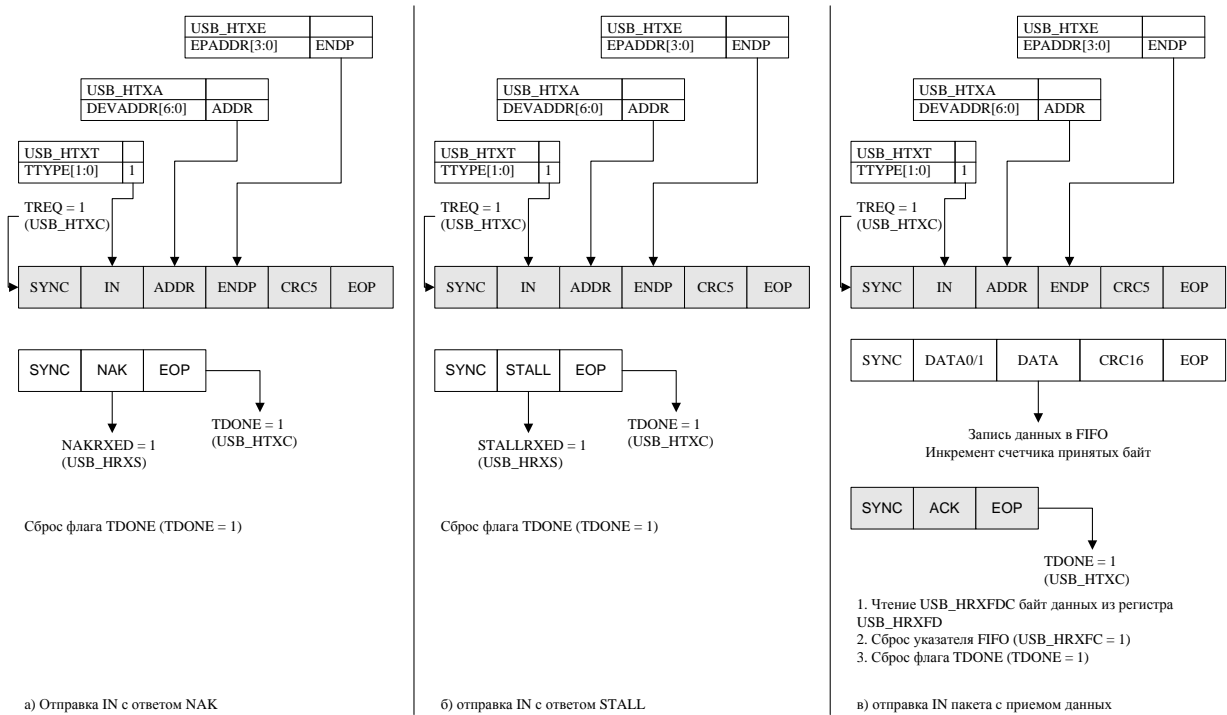 USB_HTXE
EPADDR[3:0] ENDP
USB_HTXA
DEVADDR[6:0] ADDR
USB_HTXT
TTYPE[1:0] 1
TREQ = 1
(USB_HTXC)
SYNC IN ADDR ENDP CRC5 EOP
SYNC NAK EOP
NAKRXED = 1
(USB_HRXS)
TDONE = 1
(USB_HTXC)
Сброс флага TDONE (TDONE = 1)
а) Отправка IN с ответом NAK
USB_HTXE
EPADDR[3:0] ENDP
USB_HTXA
DEVADDR[6:0] ADDR
USB_HTXT
TTYPE[1:0] 1
TREQ = 1
(USB_HTXC)
SYNC IN ADDR ENDP CRC5 EOP
SYNC STALL EOP
STALLRXED = 1
(USB_HRXS)
TDONE = 1
(USB_HTXC)
Сброс флага TDONE (TDONE = 1)
б) отправка IN с ответом STALL
USB_HTXE
EPADDR[3:0] ENDP
USB_HTXA
DEVADDR[6:0] ADDR
USB_HTXT
TTYPE[1:0] 1
TREQ = 1
(USB_HTXC)
SYNC IN ADDR ENDP CRC5 EOP
SYNC DATA0/1 DATA CRC16 EOP
Запись данных в FIFO
Инкремент счетчика принятых байт
SYNC ACK EOP
TDONE = 1
(USB_HTXC)
1. Чтение USB_HRXFDC байт данных из регистра
USB_HRXFD
2. Сброс указателя FIFO (USB_HRXFC = 1)
3. Сброс флага TDONE (TDONE = 1)
в) отправка IN пакета с приемом данных